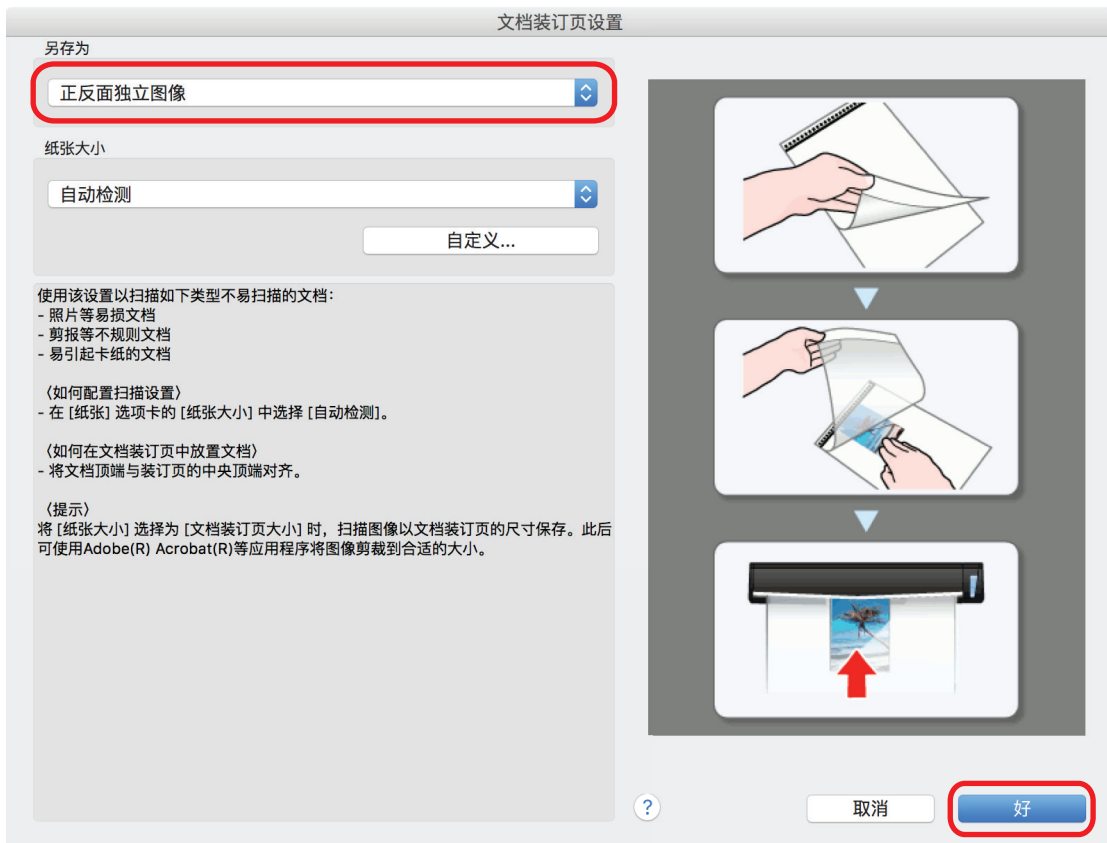 文档装订页设置
另存为
正反面独立图像
纸张大小
自动检测
自定义...
使用该设置以扫描如下类型不易扫描的文档：
- 照片等易损文档
- 剪报等不规则文档
- 易引起卡纸的文档
〈如何配置扫描设置〉
- 在 [纸张] 选项卡的 [纸张大小] 中选择 [自动检测]。
〈如何在文档装订页中放置文档〉
- 将文档顶端与装订页的中央顶端对齐。
〈提示〉
将 [纸张大小] 选择为 [文档装订页大小] 时，扫描图像以文档装订页的尺寸保存。此后
可使用Adobe(R) Acrobat(R)等应用程序将图像剪裁到合适的大小。
?
取消
好